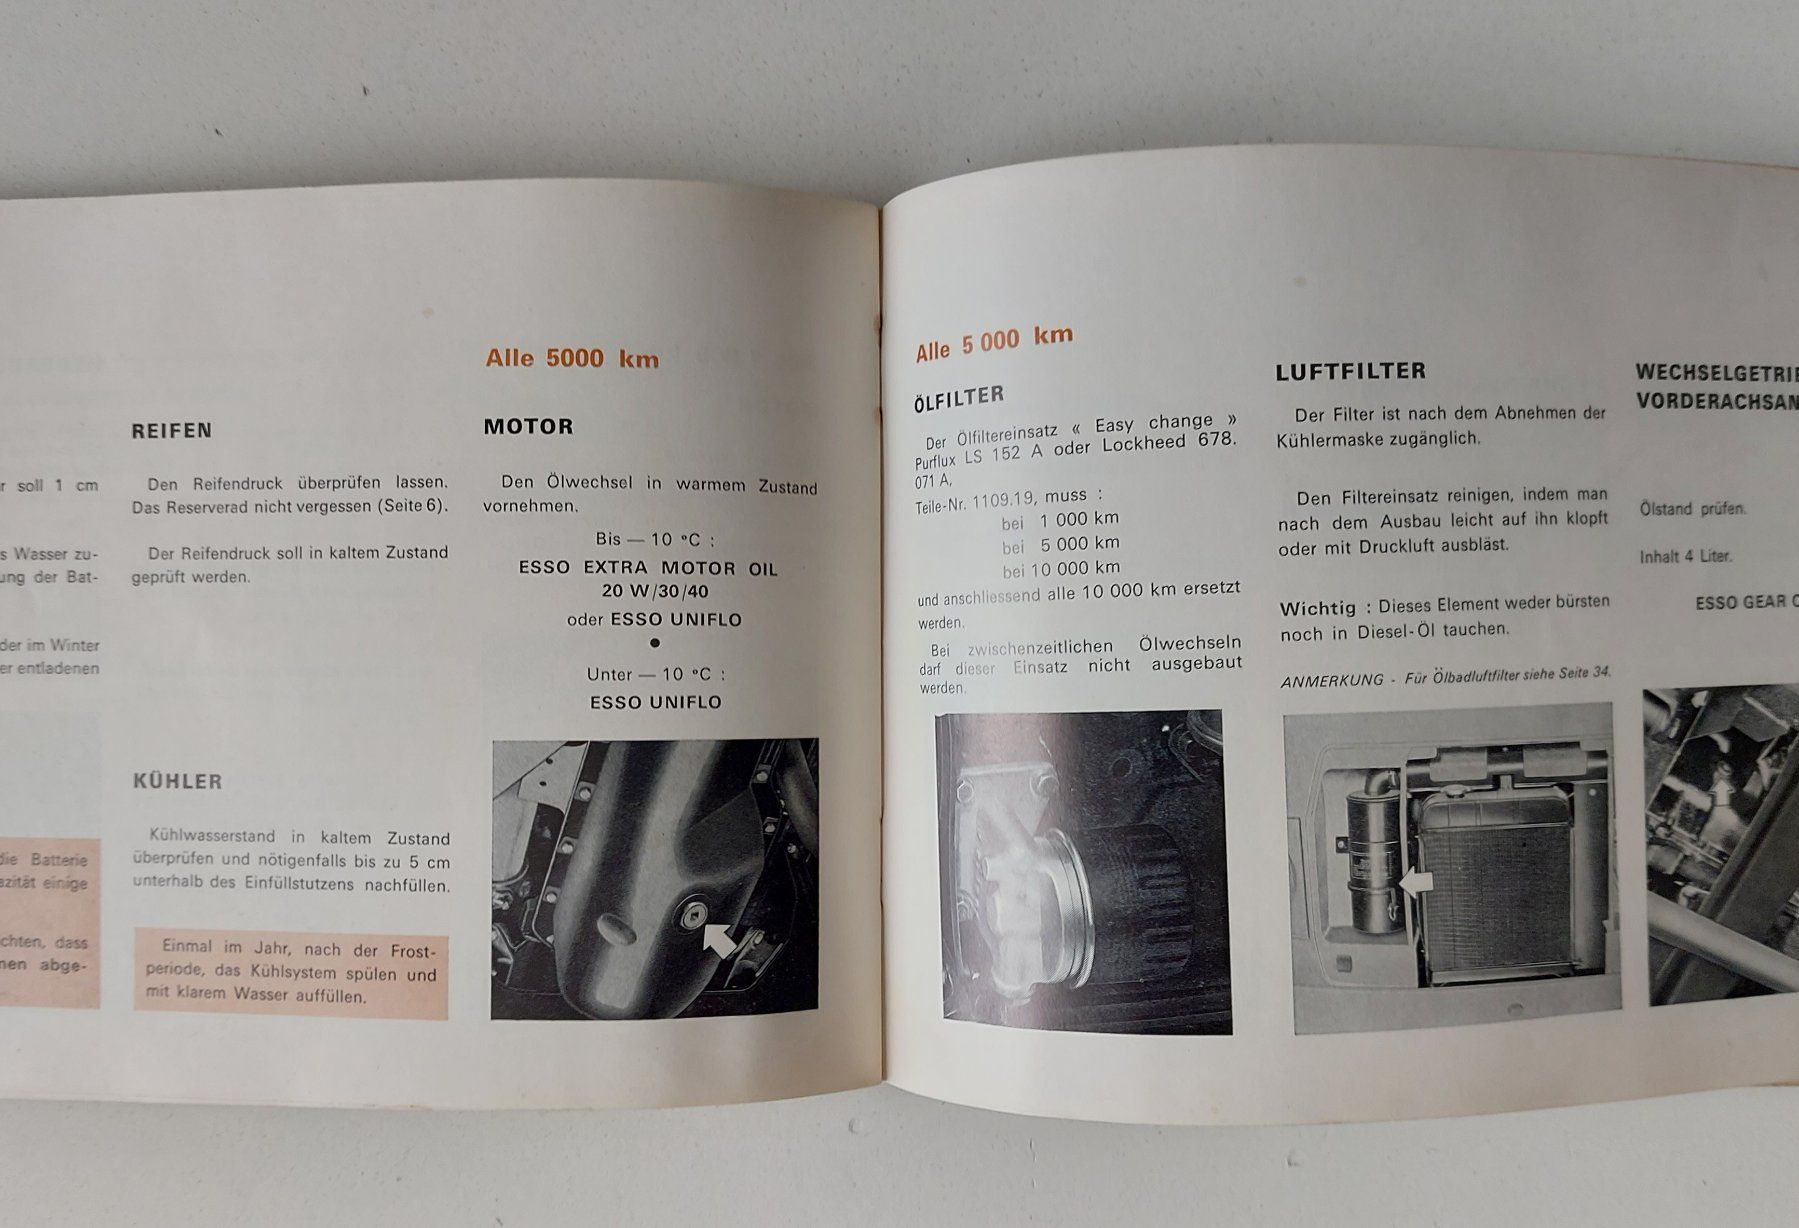 r soll 1 cm
s Wasser zu-
ung der Bat-
der im Winter
er entladenen
die Batterie
azität einige
chten, dass
nen abge-
REIFEN
Den Reifendruck überprüfen lassen.
Das Reserverad nicht vergessen (Seite 6).
Der Reifendruck soll in kaltem Zustand
geprüft werden.
KÜHLER
Kühlwasserstand in kaltem Zustand
überprüfen und nötigenfalls bis zu 5 cm
unterhalb des Einfüllstutzens nachfüllen.
Einmal im Jahr, nach der Frost-
periode, das Kühlsystem spülen und
mit klarem Wasser auffüllen.
Alle 5000 km
MOTOR
Den Ölwechsel in warmem Zustand
vornehmen.
Bis — 10 °C :
ESSO EXTRA MOTOR OIL
20 W/30/40
oder ESSO UNIFLO
●
Unter — 10 °C :
ESSO UNIFLO
Alle 5 000 km
ÖLFILTER
Der Ölfiltereinsatz « Easy change »
Purflux LS 152 A oder Lockheed 678.
071 A,
Teile-Nr. 1109.19, muss :
bei 1 000 km
bei 5 000 km
bei 10 000 km
und anschliessend alle 10 000 km ersetzt
werden.
Bei zwischenzeitlichen Ölwechseln
darf dieser Einsatz nicht ausgebaut
werden.
LUFTFILTER
Der Filter ist nach dem Abnehmen der
Kühlermaske zugänglich.
Den Filtereinsatz reinigen, indem man
nach dem Ausbau leicht auf ihn klopft
oder mit Druckluft ausbläst.
Wichtig : Dieses Element weder bürsten
noch in Diesel-Öl tauchen.
ANMERKUNG - Für Ölbadluftfilter siehe Seite 34.
WECHSELGETRIE
VORDERACHSAN
Ölstand prüfen.
Inhalt 4 Liter.
ESSO GEAR O